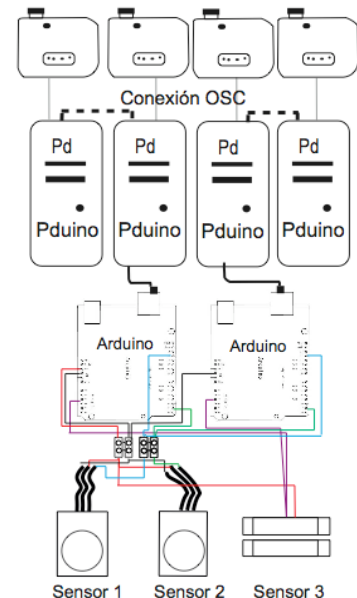 Conexión OSC
Pd Pd Pd Pd
Pduino Pduino Pduino Pduino
Arduino Arduino
Sensor 1 Sensor 2 Sensor 3